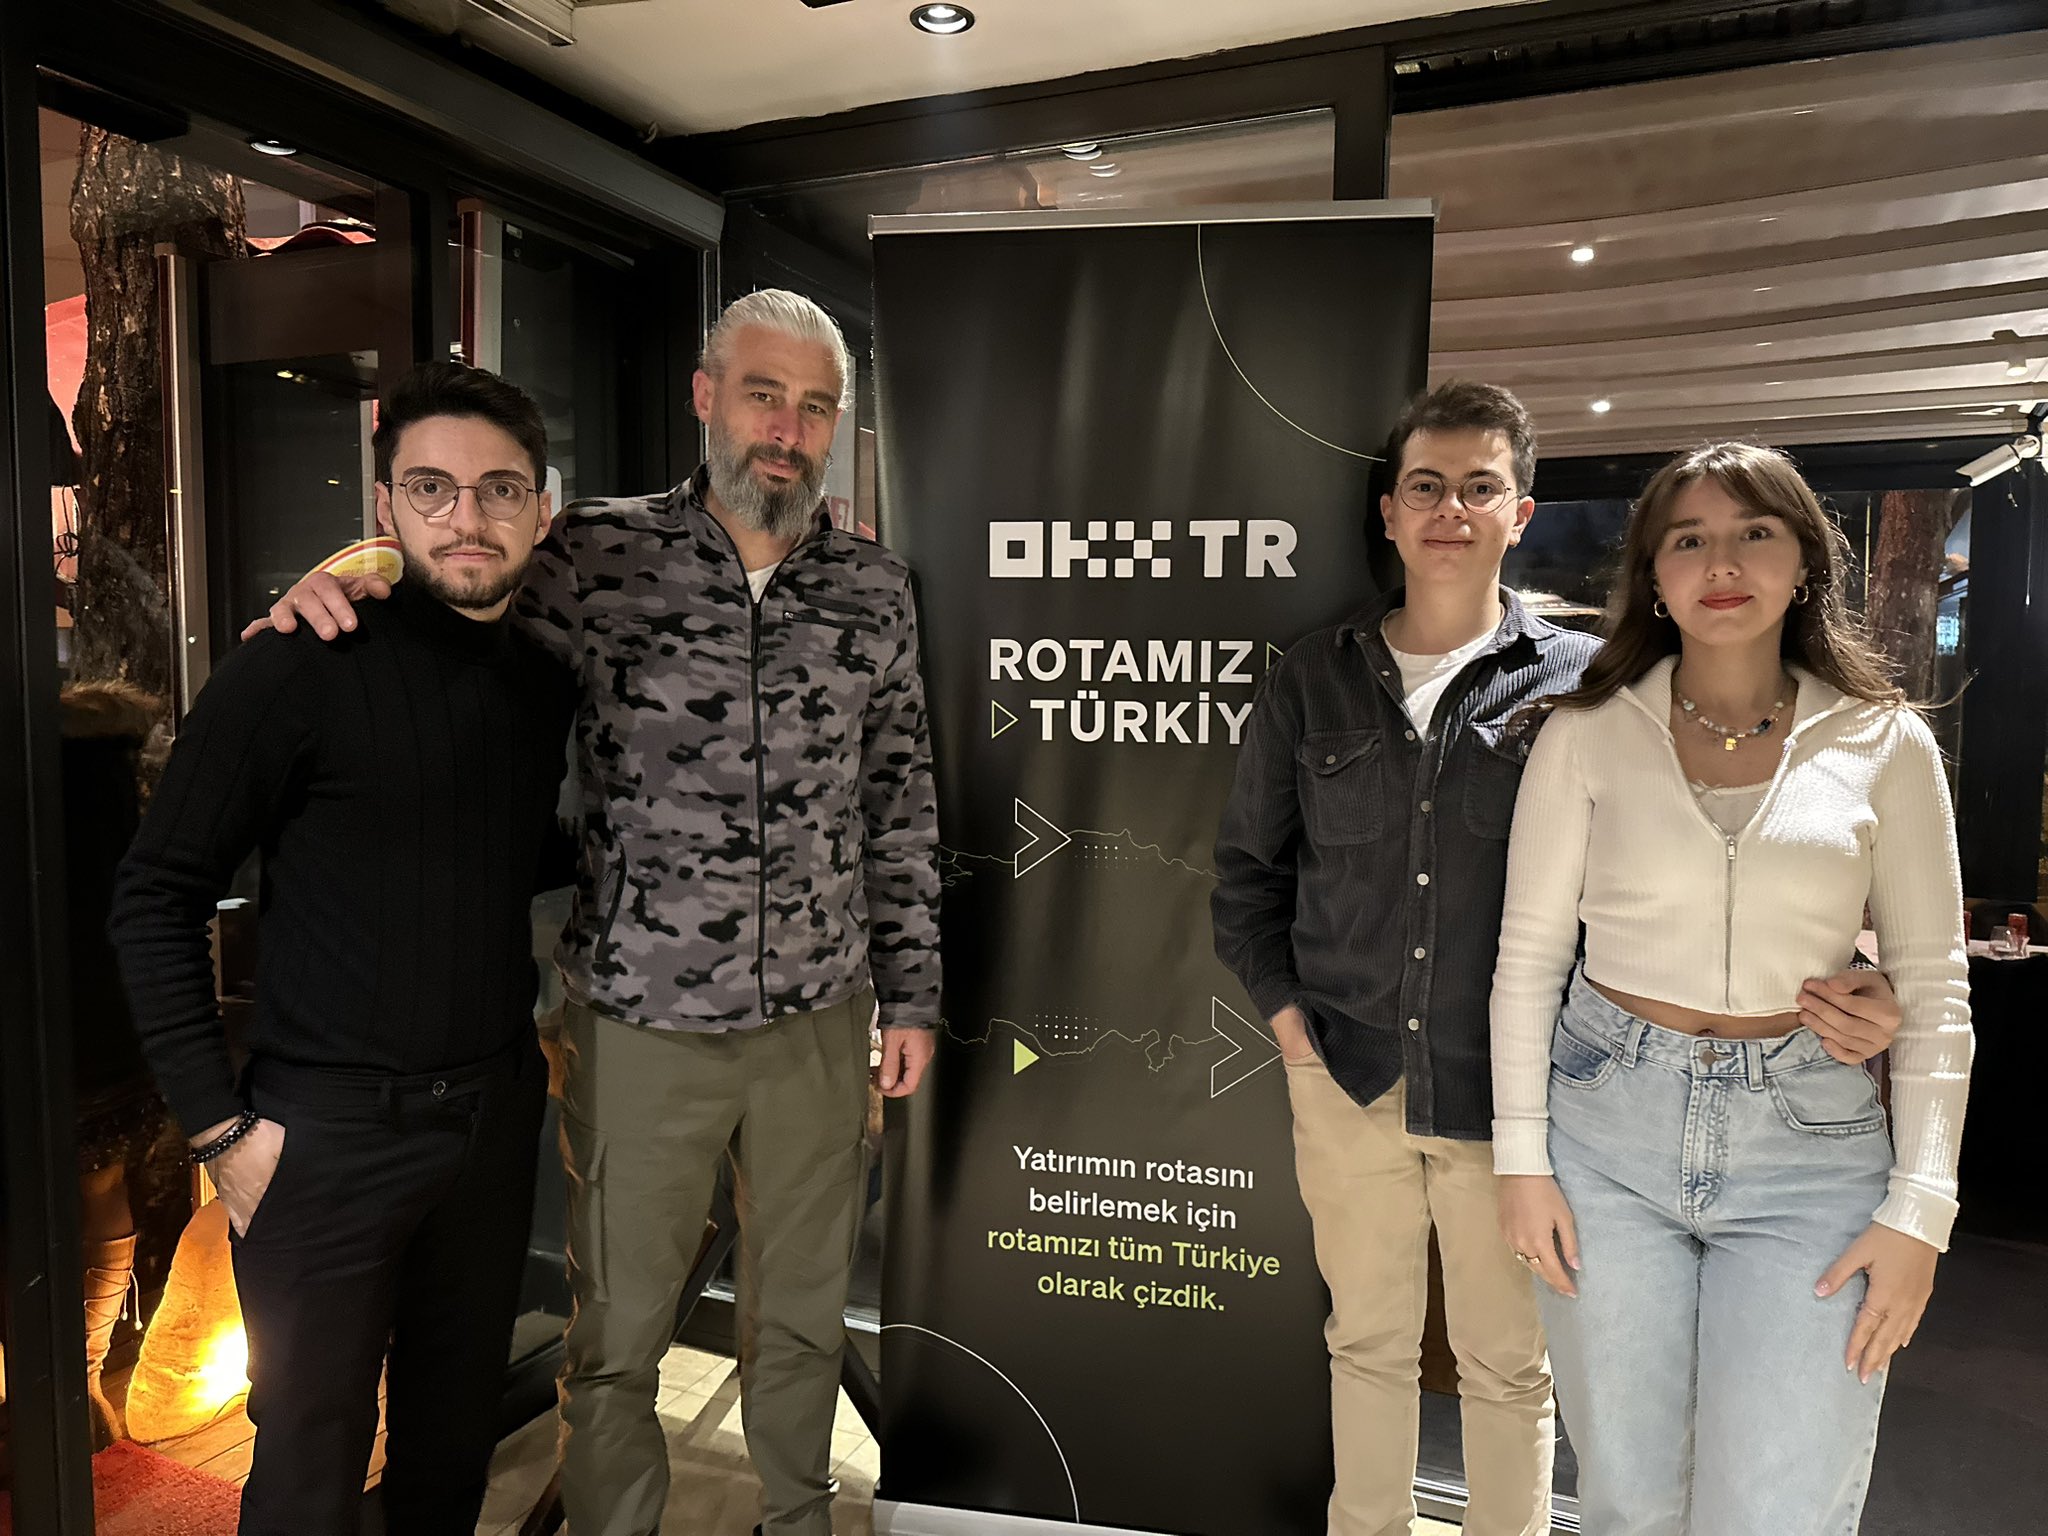 OKX TR
ROTAMIZ
TÜRKİY
Yatırımın rotasını
belirlemek için
rotamızı tüm Türkiye
olarak çizdik.